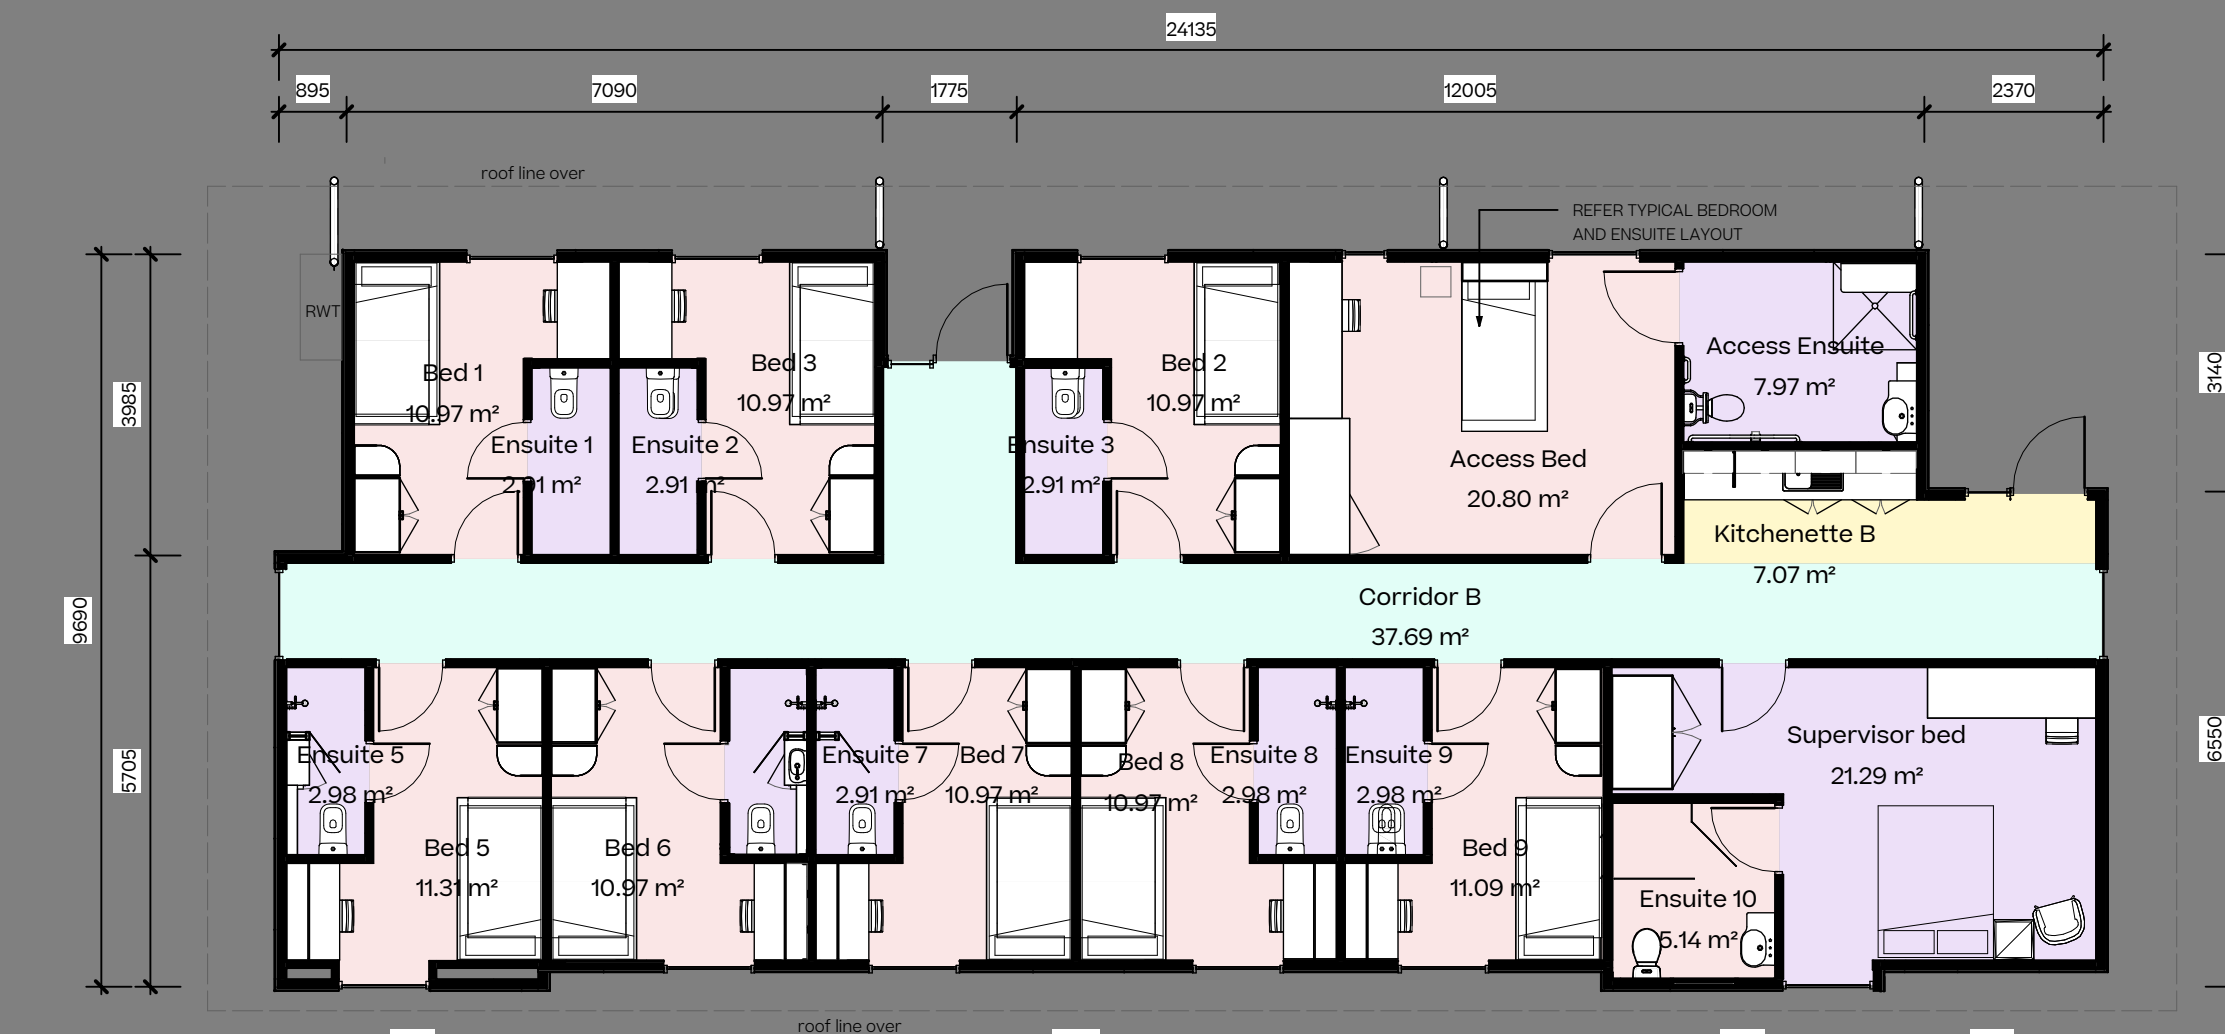 24135
895
7090
1775
12005
2370
roof line over
REFER TYPICAL BEDROOM
AND ENSUITE LAYOUT
RWT
3985
9690
5705
3140
6550
Bed 1
10.97 m²
Ensuite 1
2.91 m²
Ensuite 2
2.91 m²
Bed 3
10.97 m²
Bed 2
10.97 m²
Ensuite 3
2.91 m²
Access Bed
20.80 m²
Access Ensuite
7.97 m²
Kitchenette B
7.07 m²
Corridor B
37.69 m²
Ensuite 5
2.98 m²
Bed 5
11.31 m²
Bed 6
10.97 m²
Ensuite 7
2.91 m²
Bed 7
10.97 m²
Bed 8
10.97 m²
Ensuite 8
2.98 m²
Ensuite 9
2.98 m²
Bed 9
11.09 m²
Supervisor bed
21.29 m²
Ensuite 10
5.14 m²
roof line over